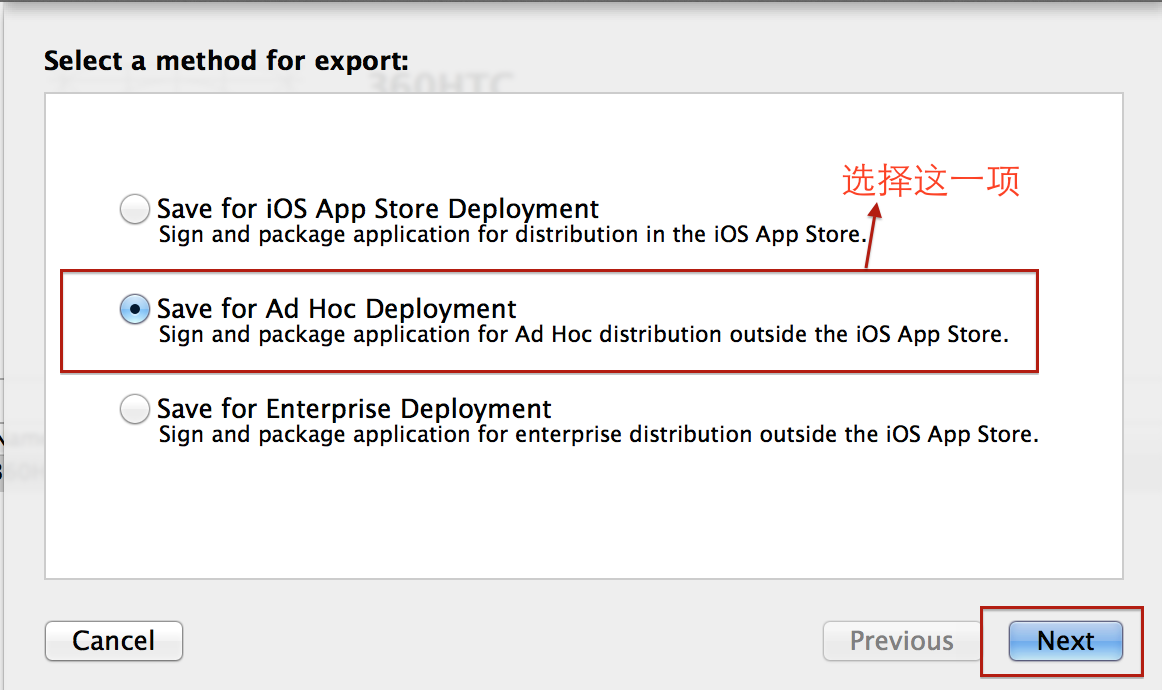 Select a method for export:
360HTC
选择这一项
Save for iOS App Store Deployment
Sign and package application for distribution in the iOS App Store.
Save for Ad Hoc Deployment
Sign and package application for Ad Hoc distribution outside the iOS App Store.
Save for Enterprise Deployment
Sign and package application for enterprise distribution outside the iOS App Store.
Cancel
Previous
Next